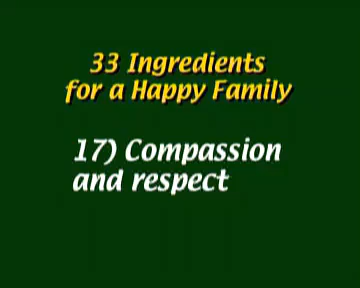 33 Ingredients
for a Happy Family
17) Compassion
and respect